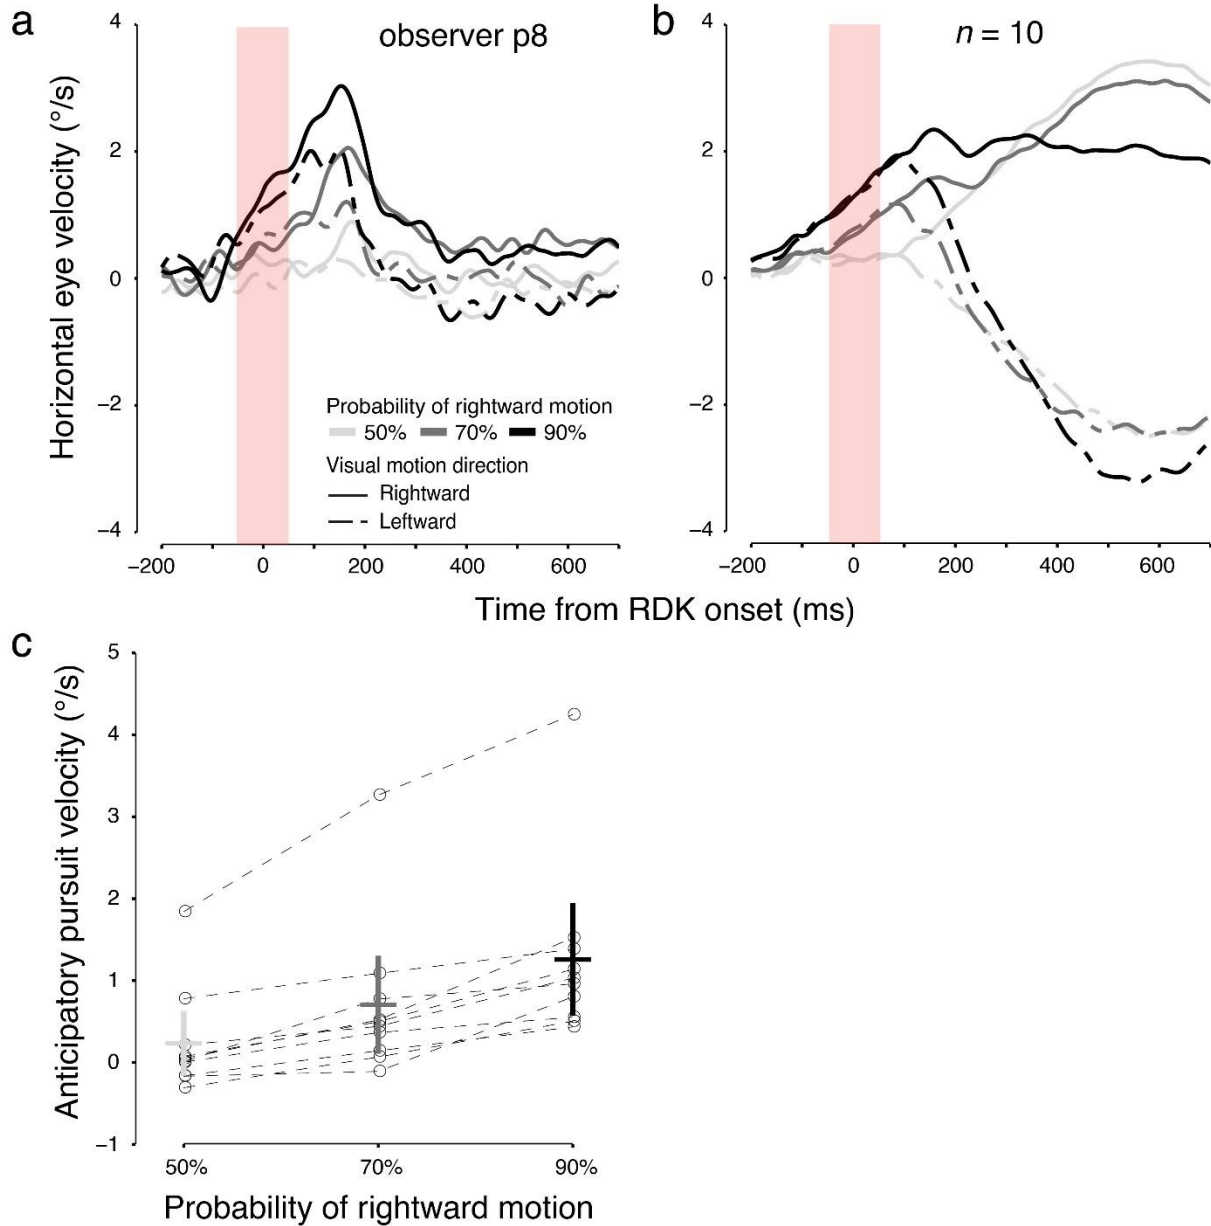 a
observer p8
b
n = 10
Horizontal eye velocity (°/s)
4
2
0
−2
−4
Probability of rightward motion
50% 70% 90%
Visual motion direction
Rightward
Leftward
−200 0 200 400 600
4
2
0
−2
−4
−200 0 200 400 600
Time from RDK onset (ms)
c
Anticipatory pursuit velocity (°/s)
5
4
3
2
1
0
−1
50% 70% 90%
Probability of rightward motion